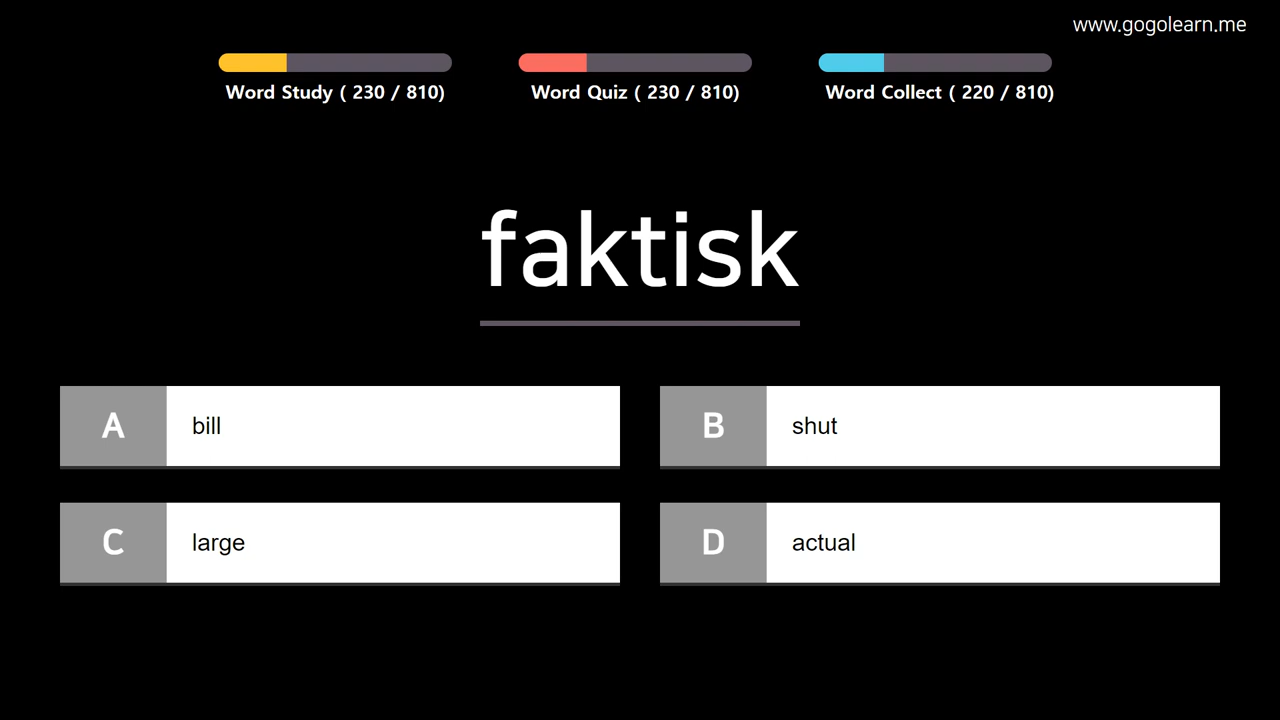 www.gogolearn.me
Word Study ( 230 / 810)
Word Quiz ( 230 / 810)
Word Collect ( 220 / 810)
faktisk
A bill
B shut
C large
D actual